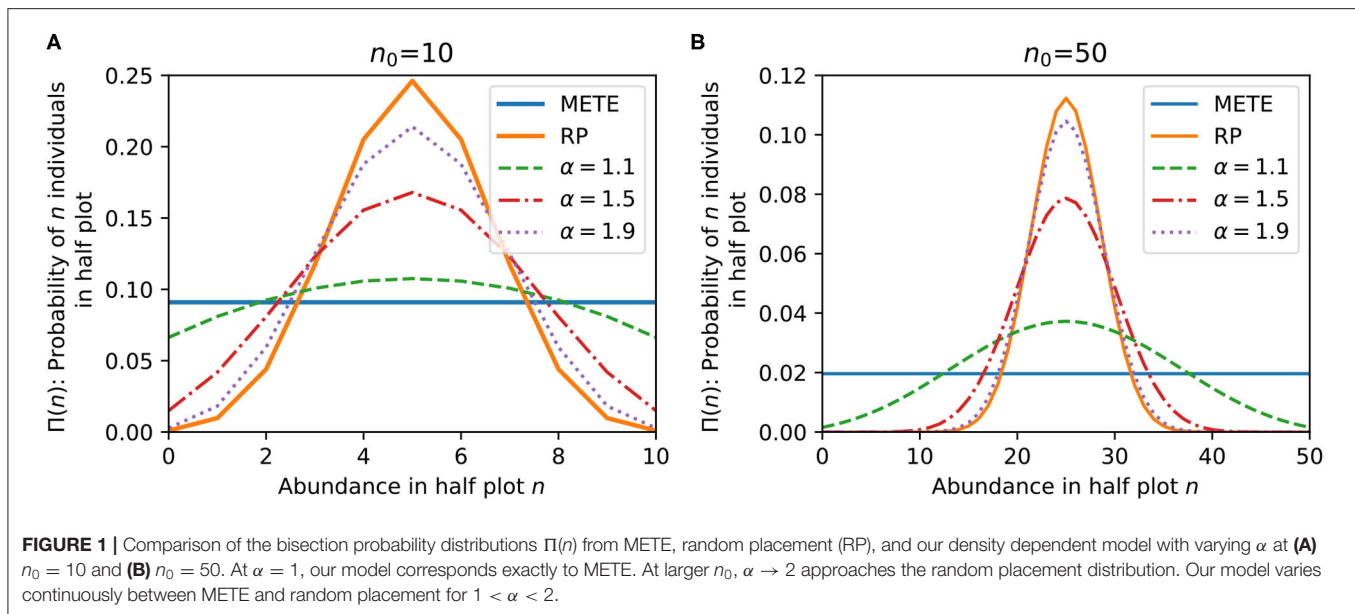 A
n₀=10
Π(n): Probability of n individuals
in half plot
0.25
0.20
0.15
0.10
0.05
0.00
METE
RP
α = 1.1
α = 1.5
α = 1.9
0 2 4 6 8 10
Abundance in half plot n
B
n₀=50
Π(n): Probability of n individuals
in half plot
0.12
0.10
0.08
0.06
0.04
0.02
0.00
METE
RP
α = 1.1
α = 1.5
α = 1.9
0 10 20 30 40 50
Abundance in half plot n
FIGURE 1 | Comparison of the bisection probability distributions Π(n) from METE, random placement (RP), and our density dependent model with varying α at (A)
n₀ = 10 and (B) n₀ = 50. At α = 1, our model corresponds exactly to METE. At larger n₀, α → 2 approaches the random placement distribution. Our model varies
continuously between METE and random placement for 1 < α < 2.